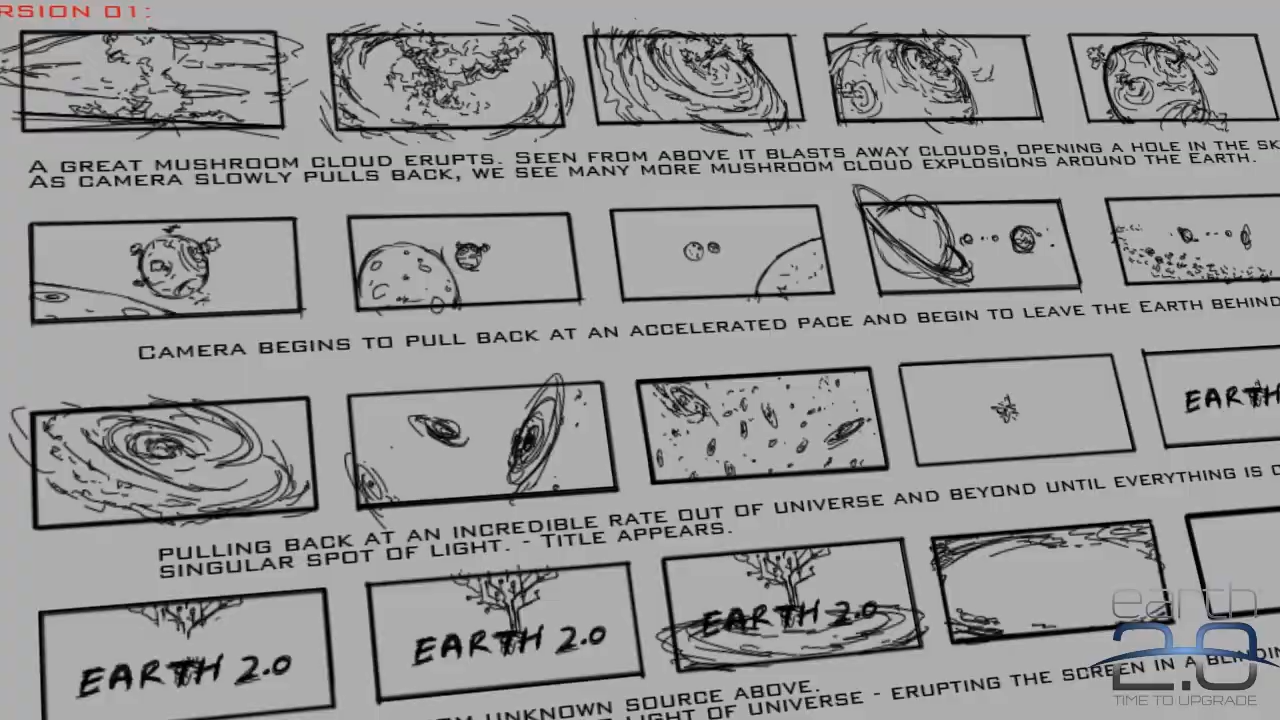 RSION 01:
A GREAT MUSHROOM CLOUD ERUPTS. SEEN FROM ABOVE IT BLASTS AWAY CLOUDS, OPENING A HOLE IN THE SK
AS CAMERA SLOWLY PULLS BACK, WE SEE MANY MORE MUSHROOM CLOUD EXPLOSIONS AROUND THE EARTH.
CAMERA BEGINS TO PULL BACK AT AN ACCELERATED PACE AND BEGIN TO LEAVE THE EARTH BEHIND
EARTH
PULLING BACK AT AN INCREDIBLE RATE OUT OF UNIVERSE AND BEYOND UNTIL EVERYTHING IS
SINGULAR SPOT OF LIGHT. - TITLE APPEARS.
EARTH 2.0
EARTH 2.0
EARTH 2.0
UNKNOWN SOURCE ABOVE.
LIGHT OF UNIVERSE - ERUPTING THE SCREEN IN A BLINDIN
earth
2.0
TIME TO UPGRADE